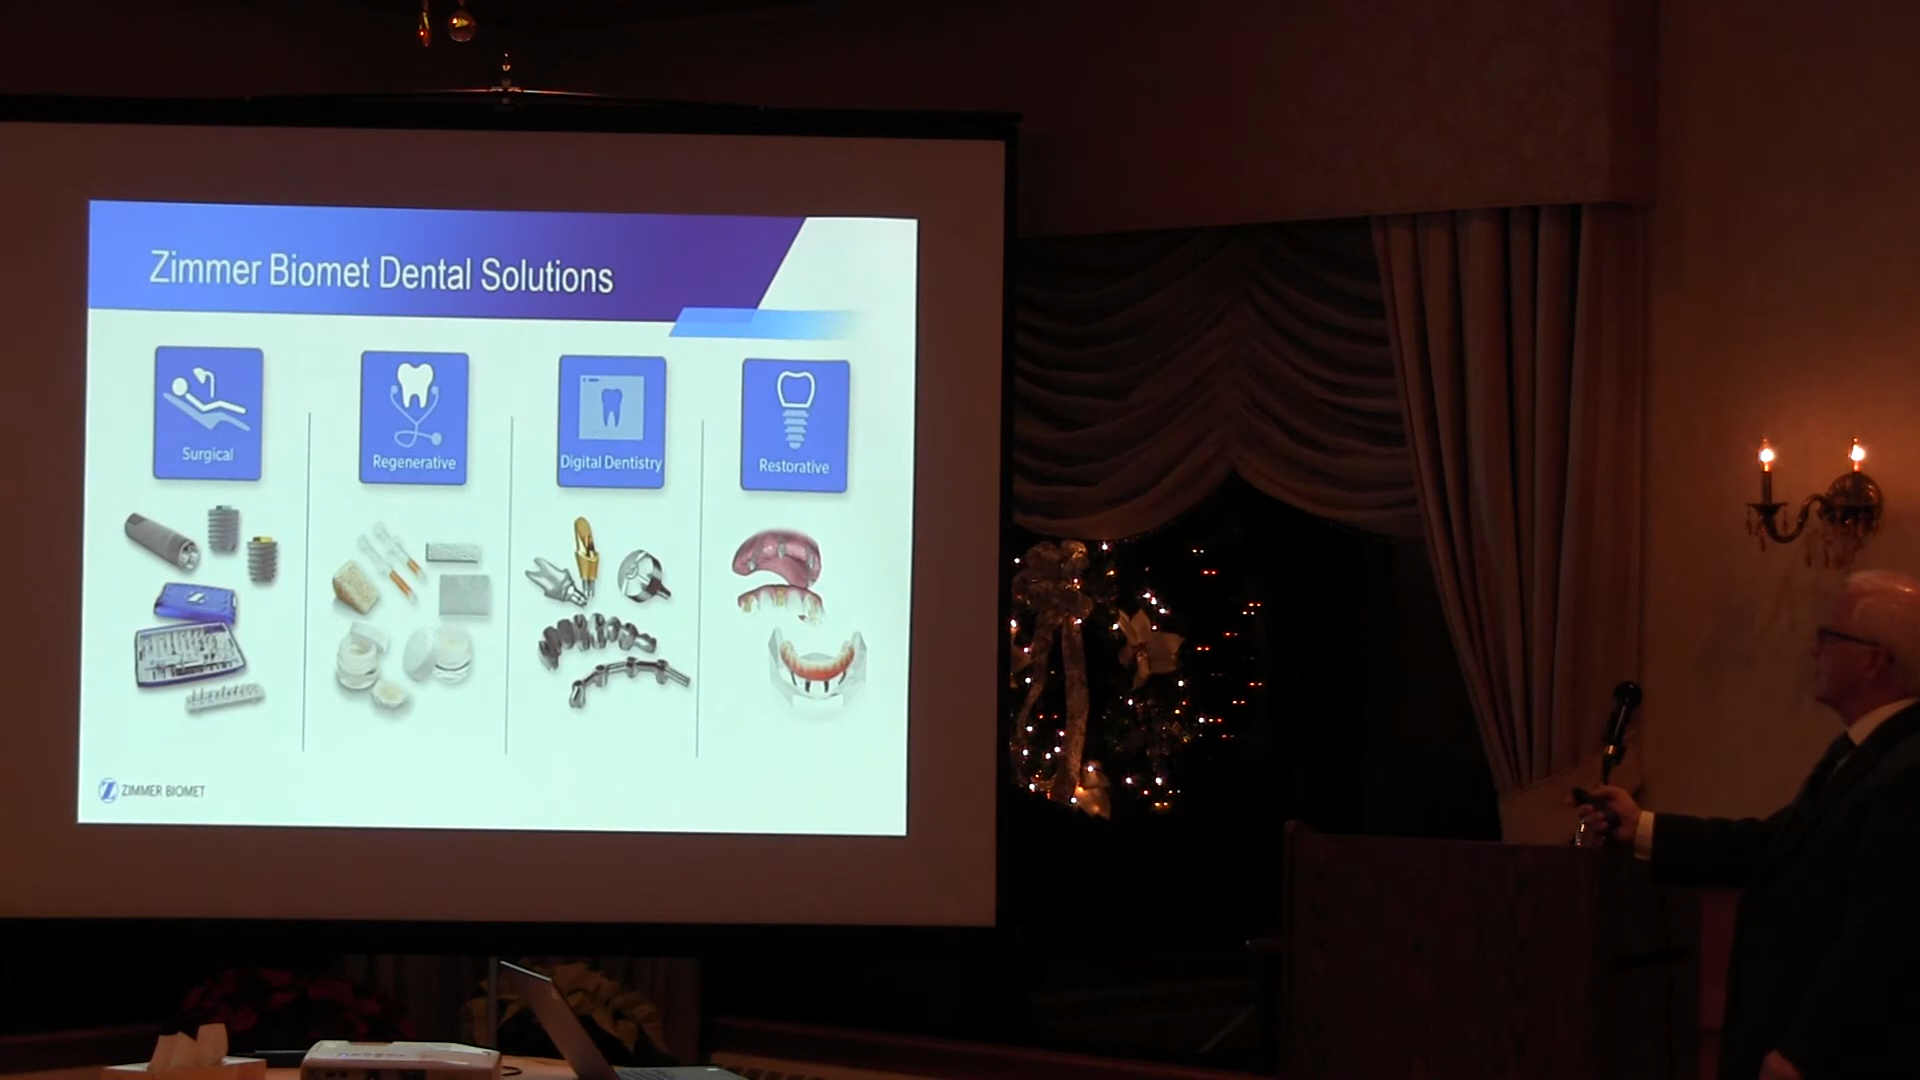 Zimmer Biomet Dental Solutions
Surgical
Regenerative
Digital Dentistry
Restorative
ZIMMER BIOMET